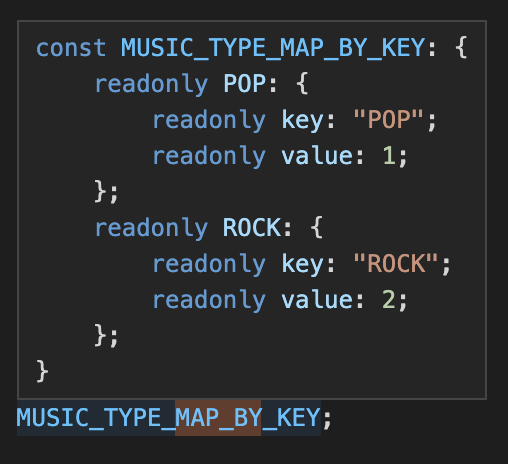 const MUSIC_TYPE_MAP_BY_KEY: {
    readonly POP: {
        readonly key: "POP";
        readonly value: 1;
    };
    readonly ROCK: {
        readonly key: "ROCK";
        readonly value: 2;
    };
}
MUSIC_TYPE_MAP_BY_KEY;